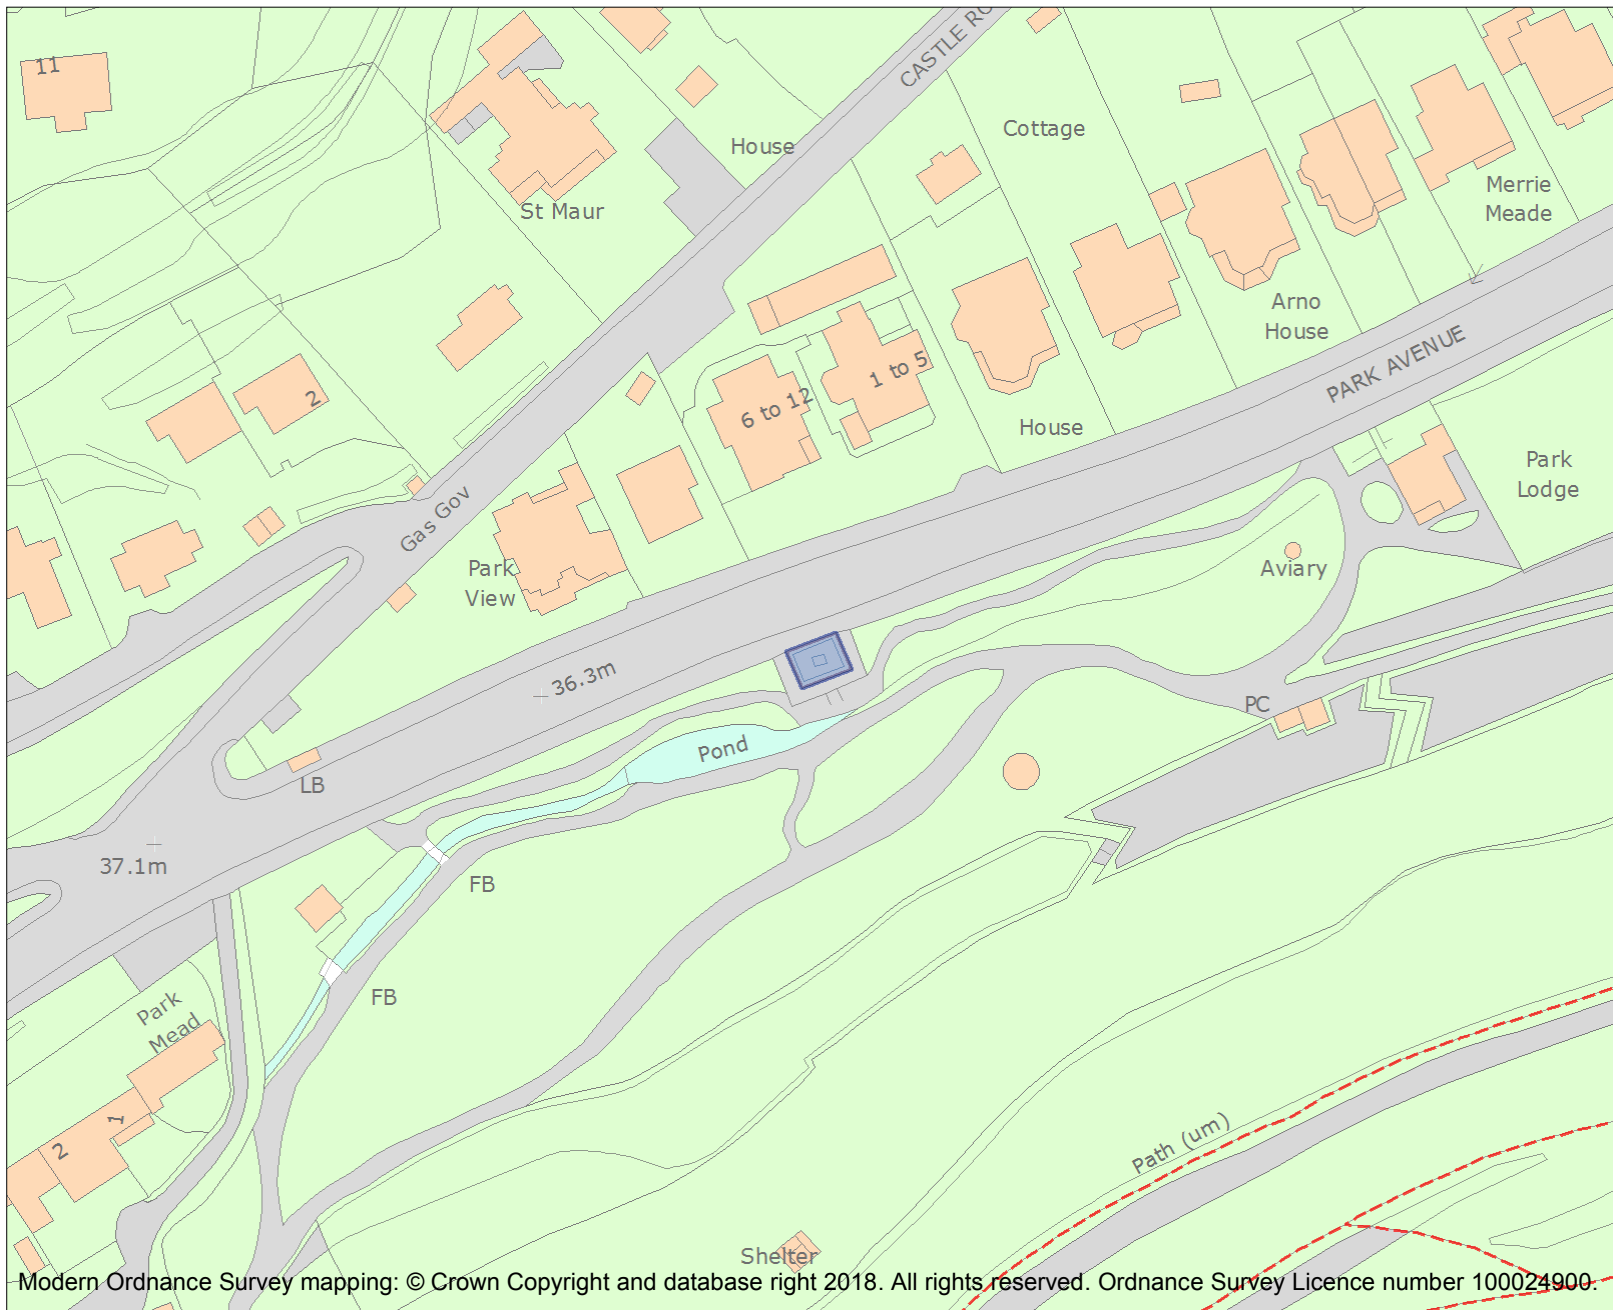 11
CASTLE RO
House
Cottage
St Maur
Merrie
Meade
Arno
House
PARK AVENUE
1 to 5
6 to 12
2
House
Park
Lodge
Gas Gov
Park
View
Aviary
36.3m
PC
Pond
LB
37.1m
FB
FB
Park
Mead
1
2
Path (um)
Shelter
Modern Ordnance Survey mapping: © Crown Copyright and database right 2018. All rights reserved. Ordnance Survey Licence number 100024900.